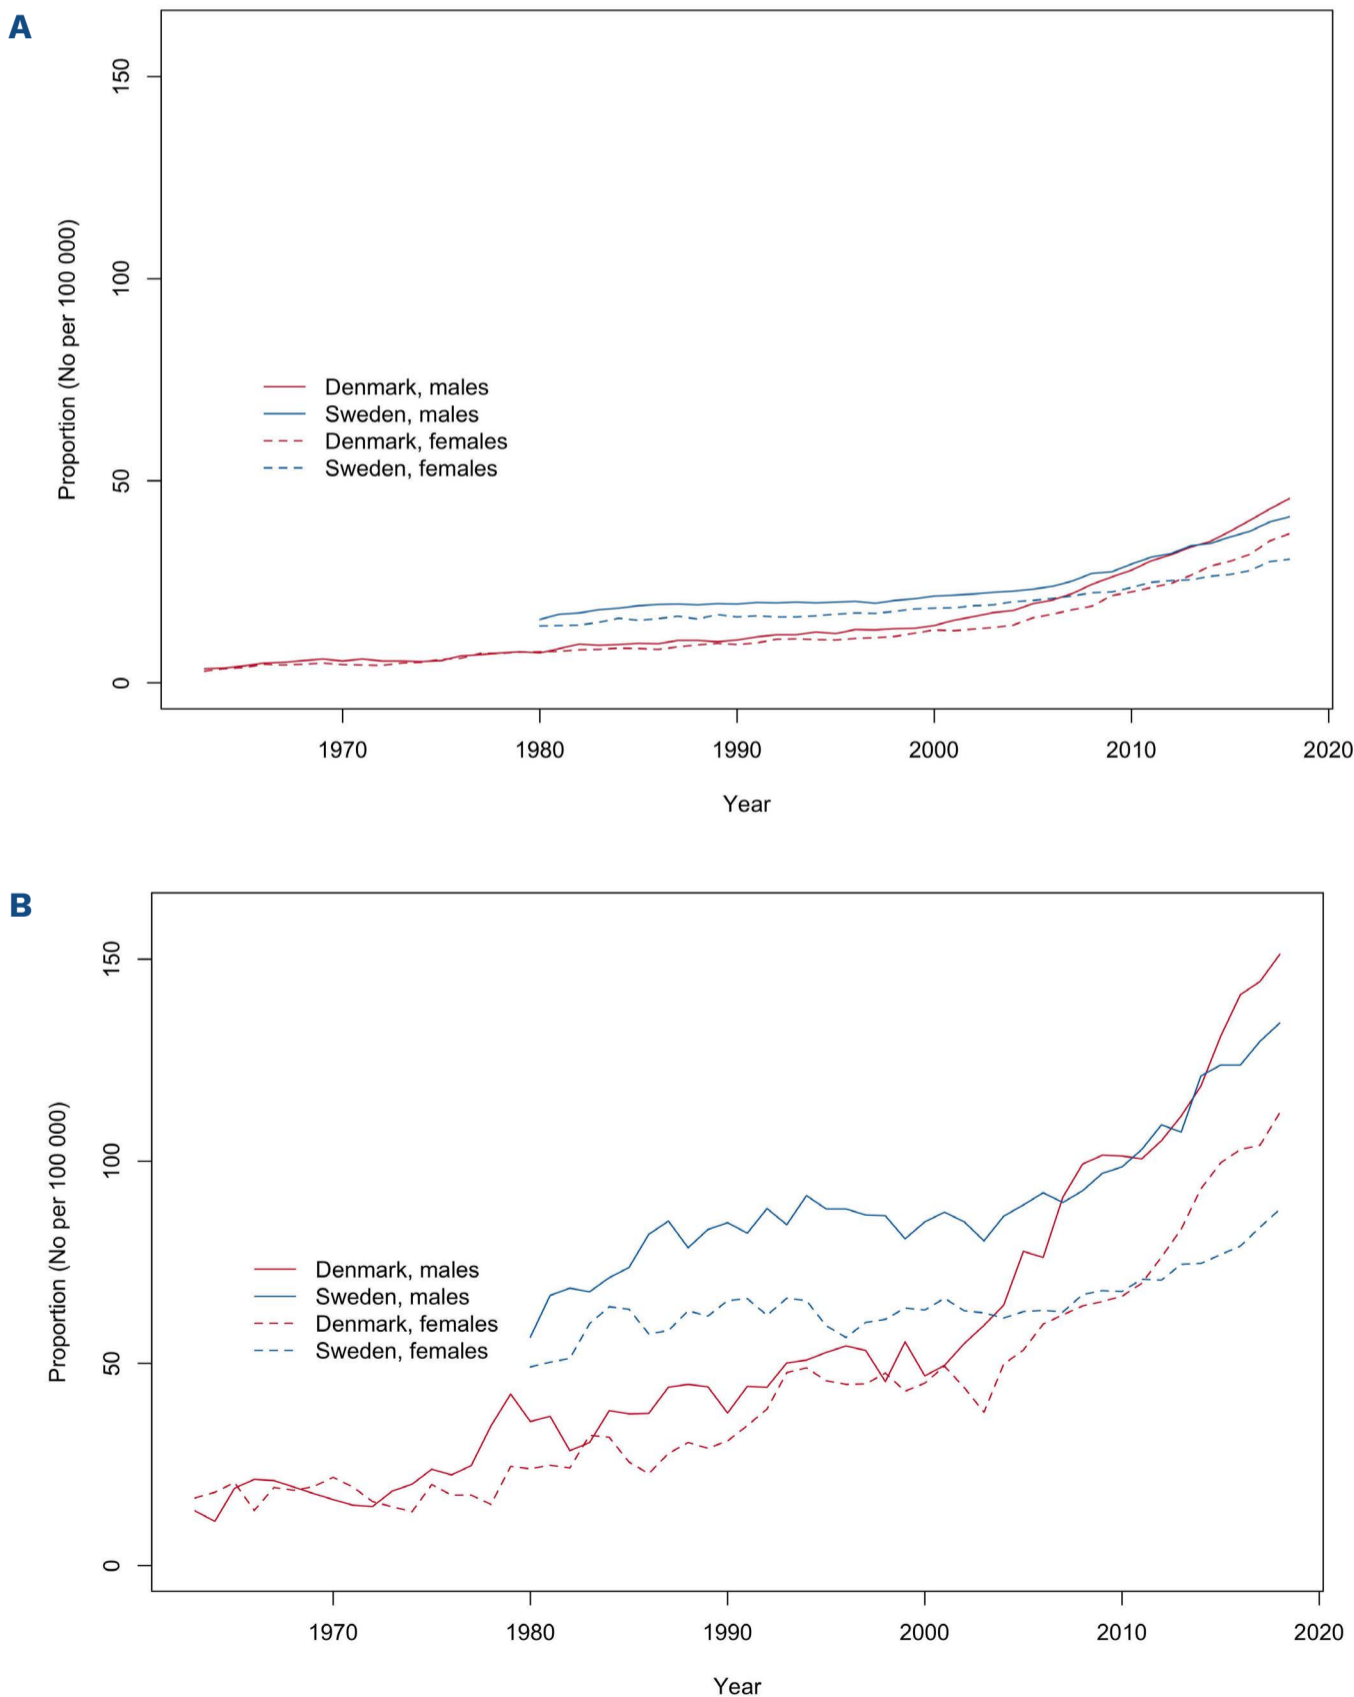 A
150
100
50
0
Proportion (No per 100 000)
Denmark, males
Sweden, males
Denmark, females
Sweden, females
1970 1980 1990 2000 2010 2020
Year
B
150
100
50
0
Proportion (No per 100 000)
Denmark, males
Sweden, males
Denmark, females
Sweden, females
1970 1980 1990 2000 2010 2020
Year